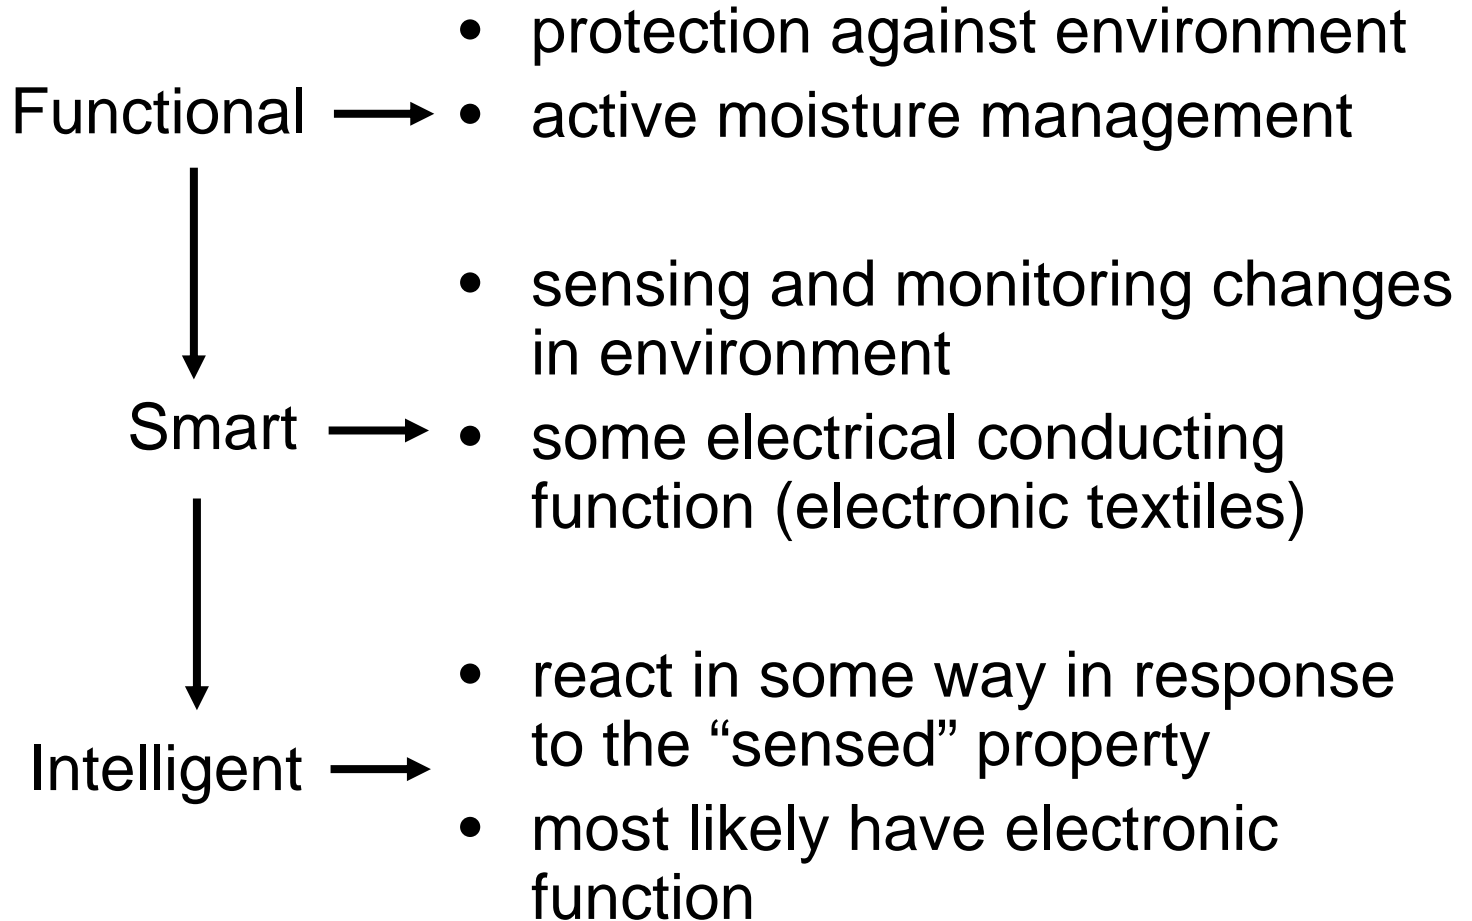 Functional
• protection against environment
• active moisture management
Smart
• sensing and monitoring changes
in environment
• some electrical conducting
function (electronic textiles)
Intelligent
• react in some way in response
to the “sensed” property
• most likely have electronic
function